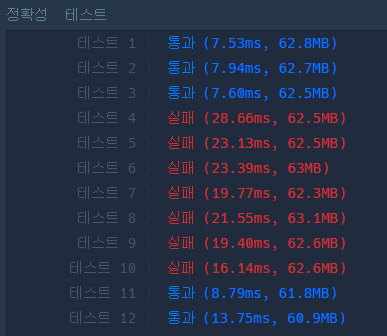 정확성 테스트
테스트 1 〉 통과 (7.53ms, 62.8MB)
테스트 2 〉 통과 (7.94ms, 62.7MB)
테스트 3 〉 통과 (7.60ms, 62.5MB)
테스트 4 〉 실패 (28.66ms, 62.5MB)
테스트 5 〉 실패 (23.13ms, 62.5MB)
테스트 6 〉 실패 (23.39ms, 63MB)
테스트 7 〉 실패 (19.77ms, 62.3MB)
테스트 8 〉 실패 (21.55ms, 63.1MB)
테스트 9 〉 실패 (19.40ms, 62.6MB)
테스트 10 〉 실패 (16.14ms, 62.6MB)
테스트 11 〉 통과 (8.79ms, 61.8MB)
테스트 12 〉 통과 (13.75ms, 60.9MB)